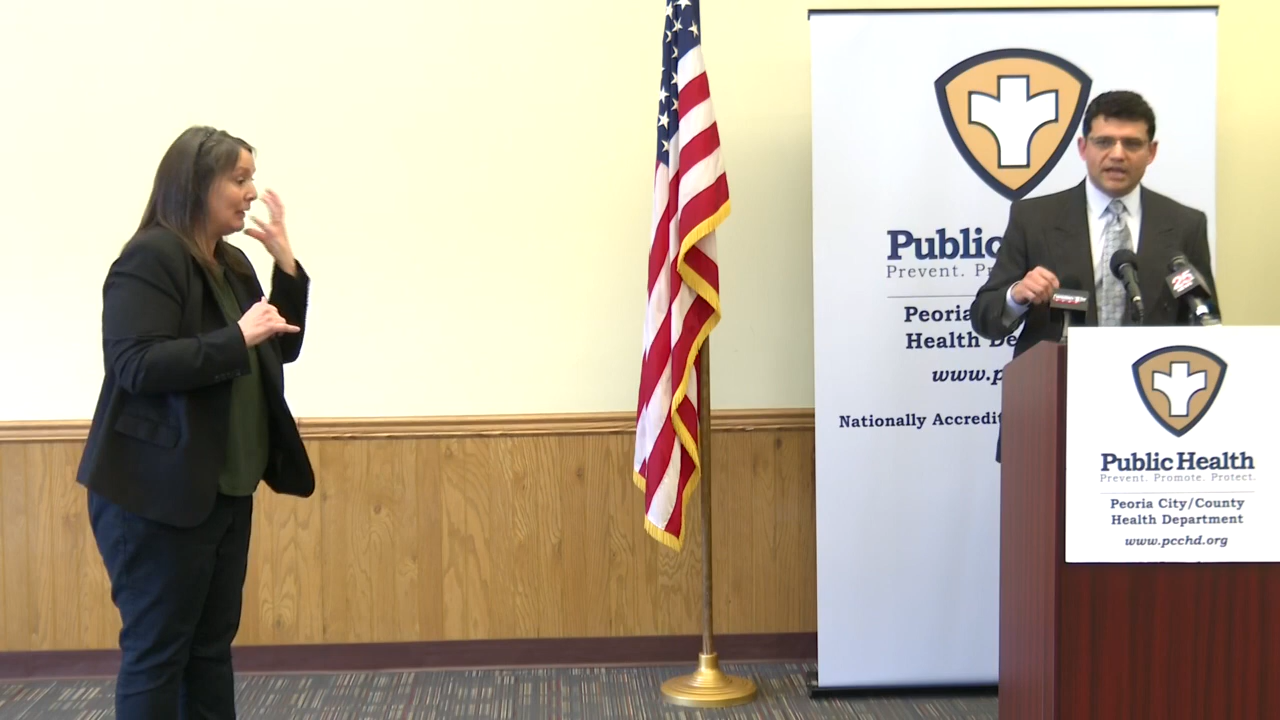 Public
Prevent. Pr
Peoria
Health De
www.p
Nationally Accredit
25
Public Health
Prevent. Promote. Protect.
Peoria City/County
Health Department
www.pcchd.org